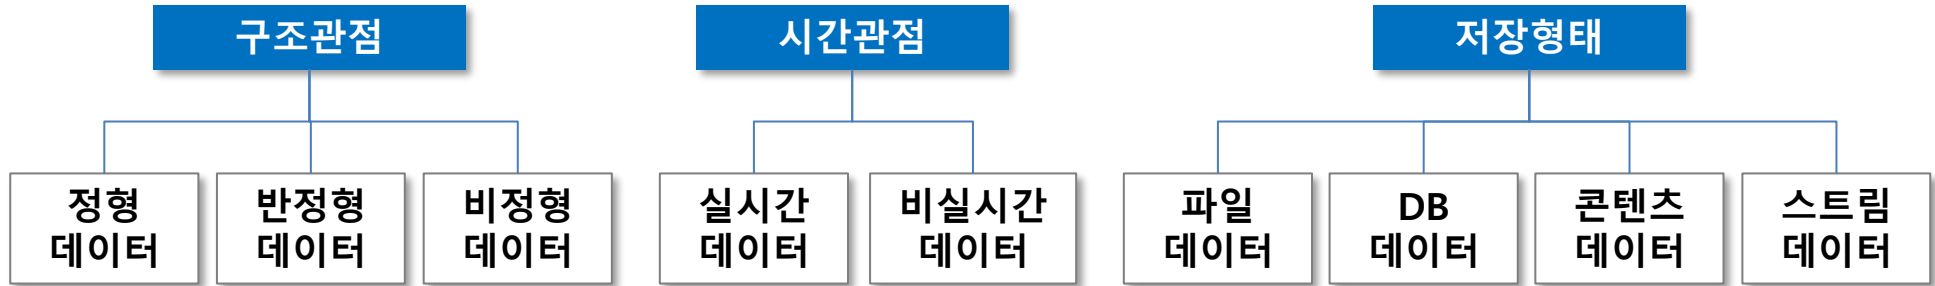 구조관점
시간관점
저장형태
정형
데이터
반정형
데이터
비정형
데이터
실시간
데이터
비실시간
데이터
파일
데이터
DB
데이터
콘텐츠
데이터
스트림
데이터